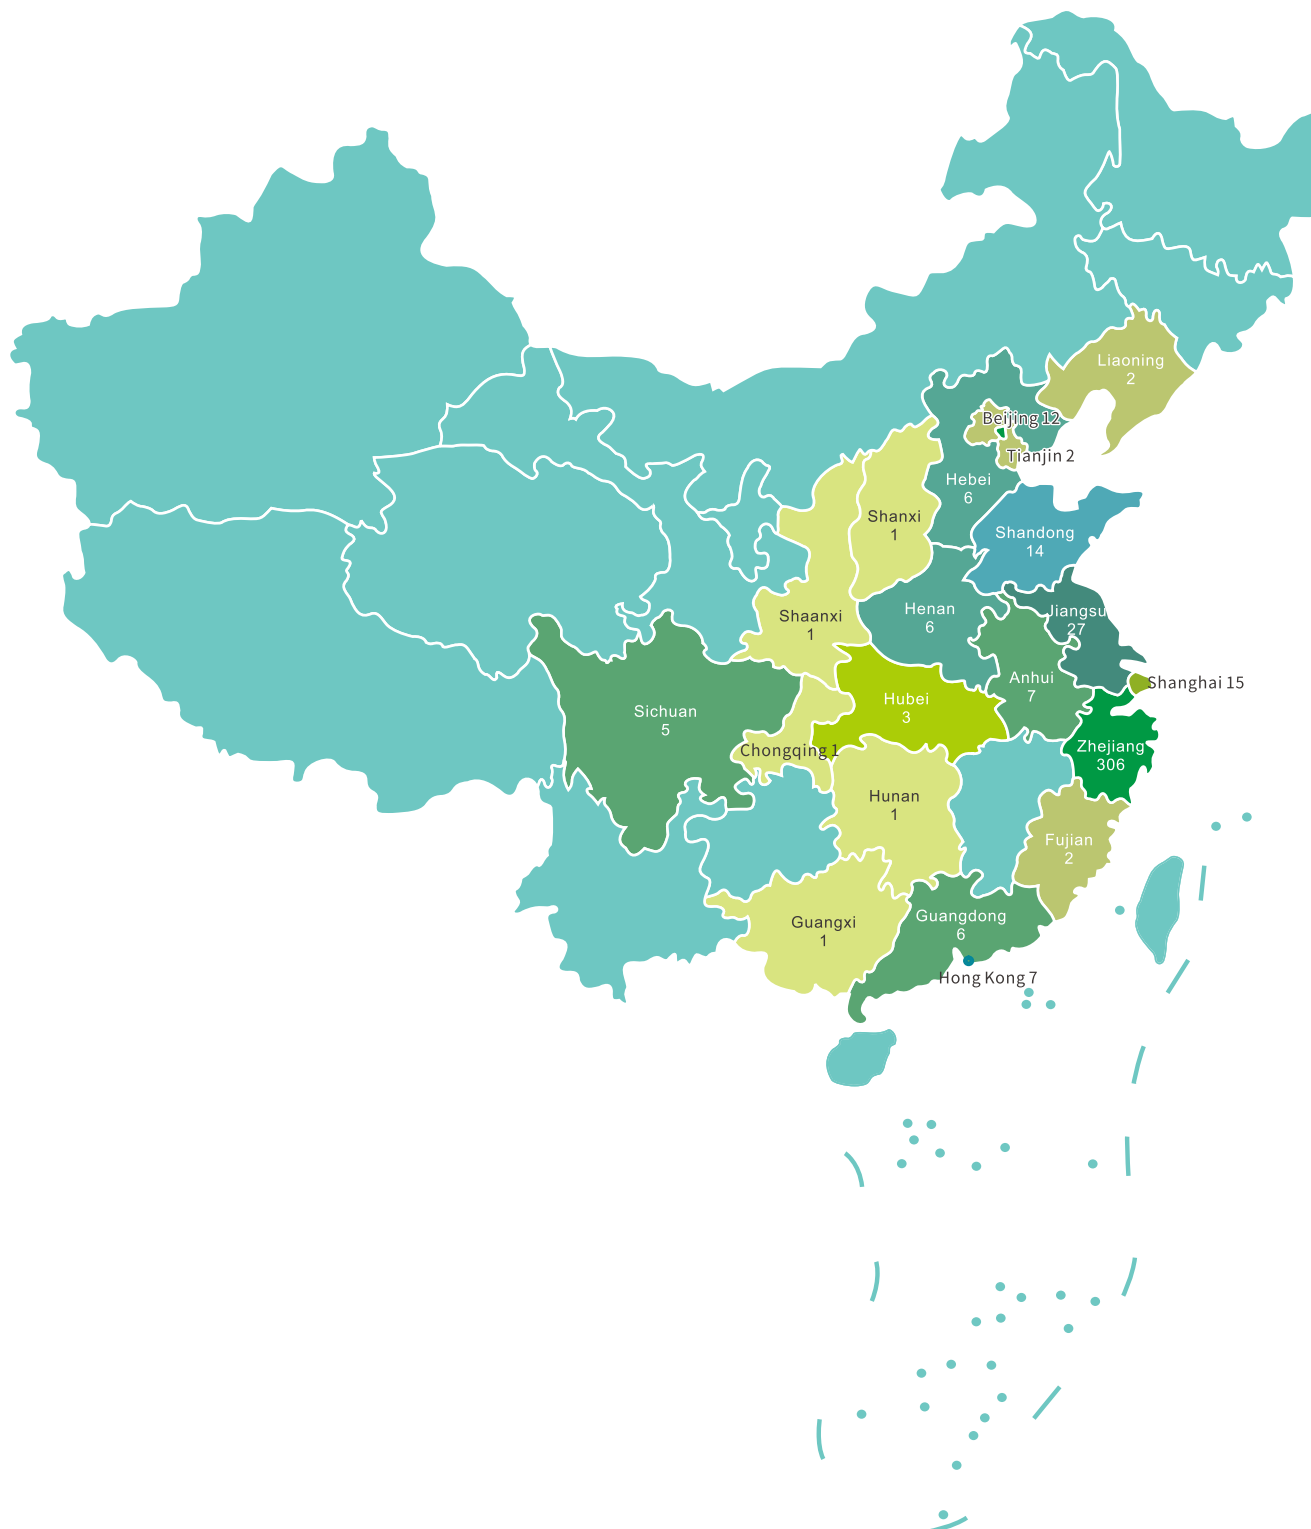 Liaoning
2
Beijing 12
Tianjin 2
Hebei
6
Shanxi
1
Shandong
14
Shaanxi
1
Henan
6
Jiangsu
27
Anhui
7
Shanghai 15
Sichuan
5
Hubei
3
Chongqing 1
Zhejiang
306
Hunan
1
Fujian
2
Guangxi
1
Guangdong
6
Hong Kong 7